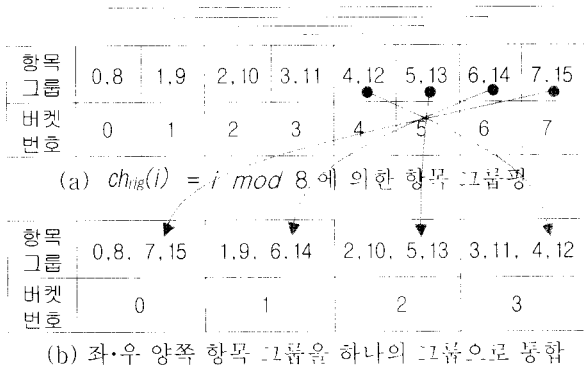 항목 그룹 0,8 1,9 2,10 3,11 4,12 5,13 6,14 7,15
버켓 번호 0 1 2 3 4 5 6 7
(a) ch_rig(i) = i mod 8 에 의한 항목 그룹핑
항목 그룹 0,8, 7,15 1,9, 6,14 2,10, 5,13 3,11, 4,12
버켓 번호 0 1 2 3
(b) 좌·우 양쪽 항목 그룹을 하나의 그룹으로 통합